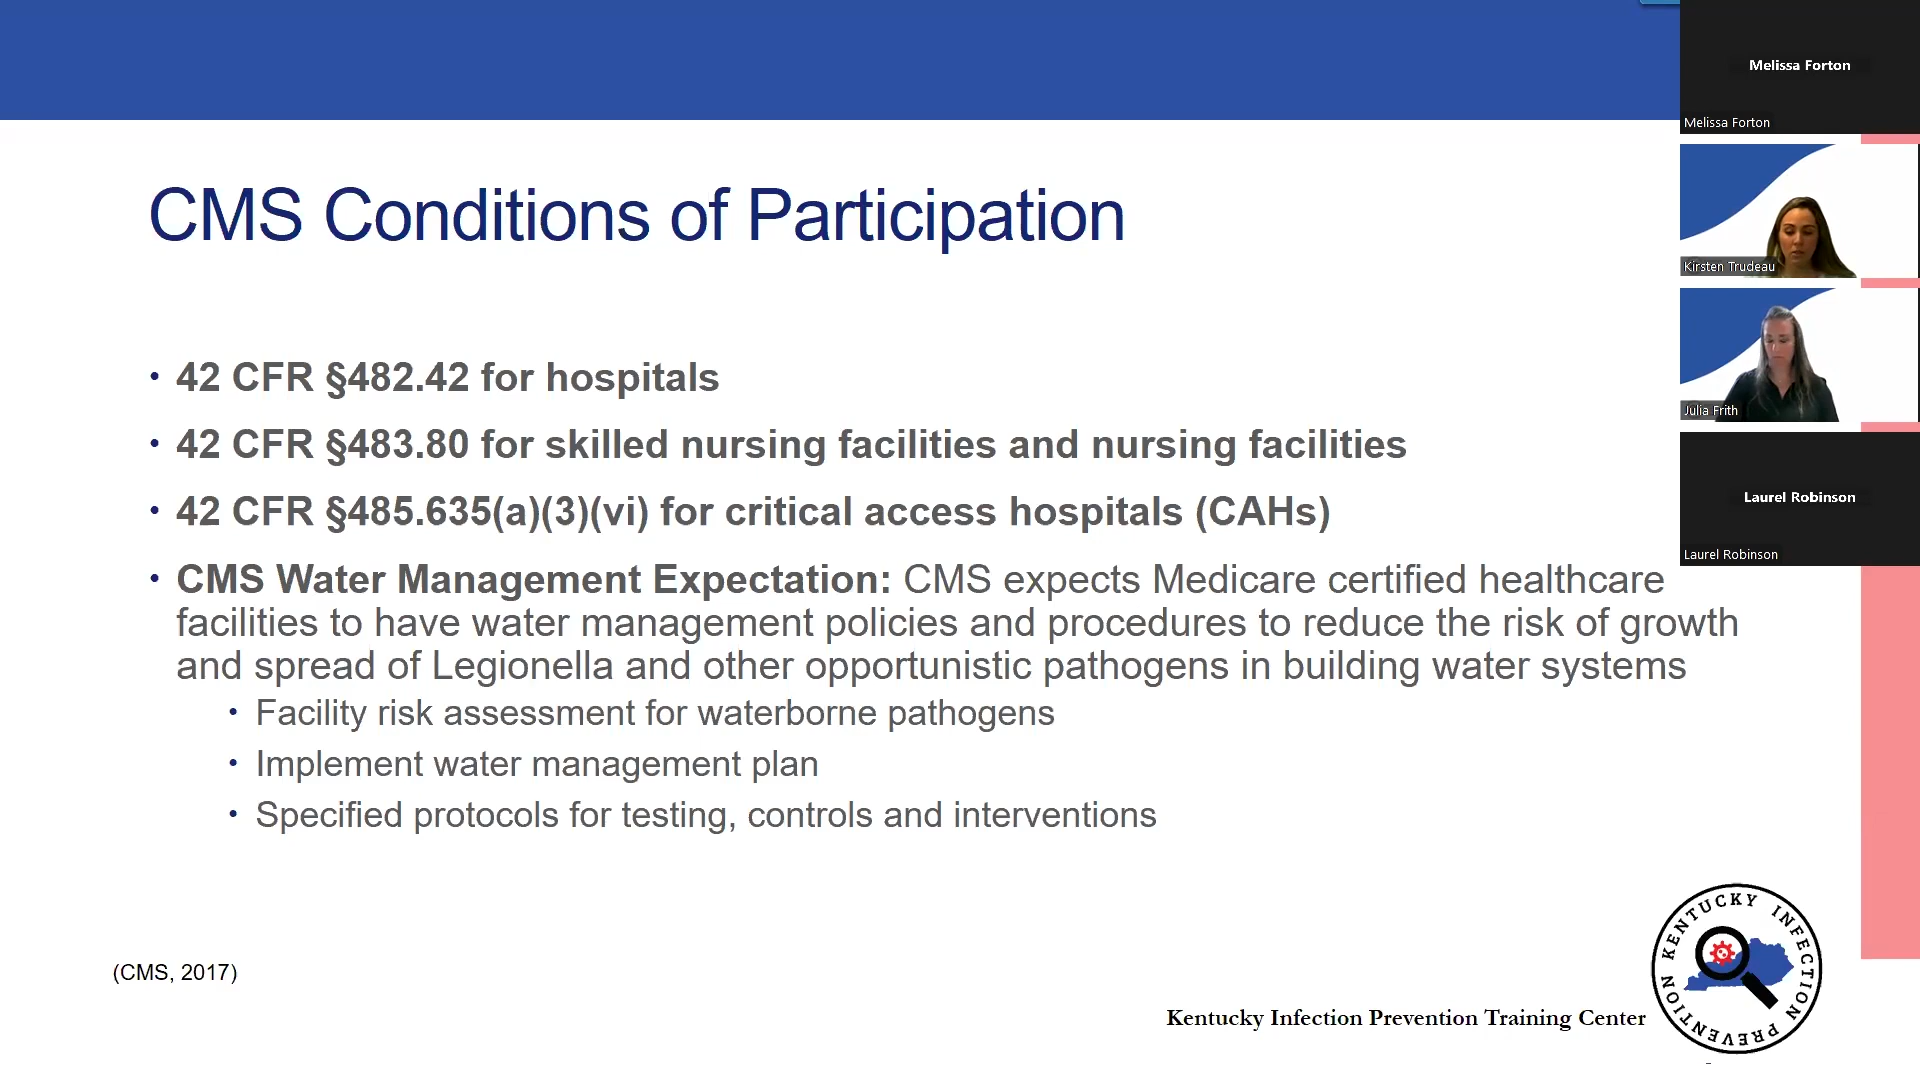 CMS Conditions of Participation
• 42 CFR §482.42 for hospitals
• 42 CFR §483.80 for skilled nursing facilities and nursing facilities
• 42 CFR §485.635(a)(3)(vi) for critical access hospitals (CAHs)
• CMS Water Management Expectation: CMS expects Medicare certified healthcare
facilities to have water management policies and procedures to reduce the risk of growth
and spread of Legionella and other opportunistic pathogens in building water systems
• Facility risk assessment for waterborne pathogens
• Implement water management plan
• Specified protocols for testing, controls and interventions
(CMS, 2017)
Kentucky Infection Prevention Training Center
KENTUCKY INFECTION PREVENTION
Melissa Forton
Melissa Forton
Kirsten Trudeau
Julia Frith
Laurel Robinson
Laurel Robinson